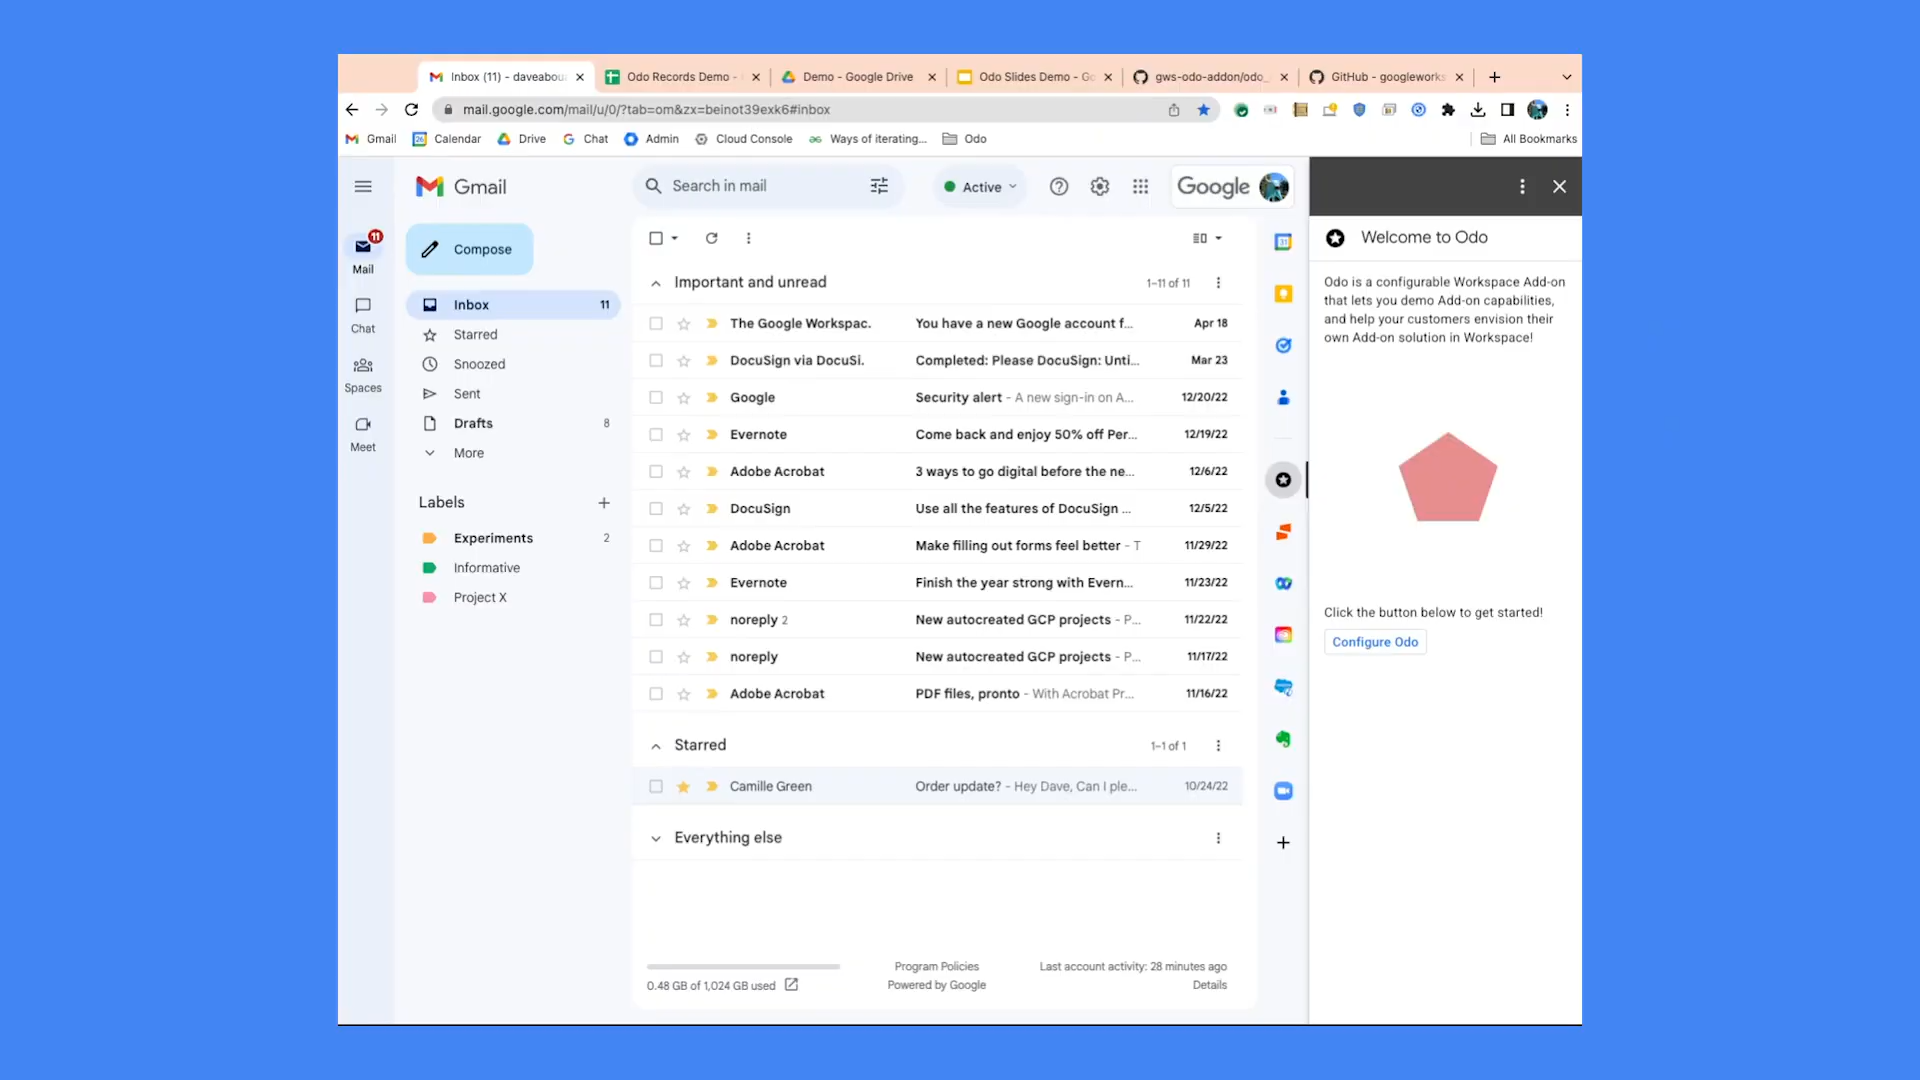 Inbox (11) - daveabou
Odo Records Demo -
Demo - Google Drive
Odo Slides Demo - Go
gws-odo-addon/odo_
GitHub - googleworks
mail.google.com/mail/u/0/?tab=om&zx=beinot39exk6#inbox
Gmail
Calendar
Drive
Chat
Admin
Cloud Console
Ways of iterating...
Odo
All Bookmarks
Gmail
Search in mail
Active
Google
11
Mail
Chat
Spaces
Meet
Compose
Inbox 11
Starred
Snoozed
Sent
Drafts 8
More
Labels
Experiments 2
Informative
Project X
Important and unread 1–11 of 11
The Google Workspac. You have a new Google account f... Apr 18
DocuSign via DocuSi. Completed: Please DocuSign: Unti... Mar 23
Google Security alert - A new sign-in on A... 12/20/22
Evernote Come back and enjoy 50% off Per... 12/19/22
Adobe Acrobat 3 ways to go digital before the ne... 12/6/22
DocuSign Use all the features of DocuSign ... 12/5/22
Adobe Acrobat Make filling out forms feel better - T 11/29/22
Evernote Finish the year strong with Evern... 11/23/22
noreply 2 New autocreated GCP projects - P... 11/22/22
noreply New autocreated GCP projects - P... 11/17/22
Adobe Acrobat PDF files, pronto - With Acrobat Pr... 11/16/22
Starred 1–1 of 1
Camille Green Order update? - Hey Dave, Can I ple... 10/24/22
Everything else
0.48 GB of 1,024 GB used
Program Policies
Powered by Google
Last account activity: 28 minutes ago
Details
Welcome to Odo
Odo is a configurable Workspace Add-on
that lets you demo Add-on capabilities,
and help your customers envision their
own Add-on solution in Workspace!
Click the button below to get started!
Configure Odo